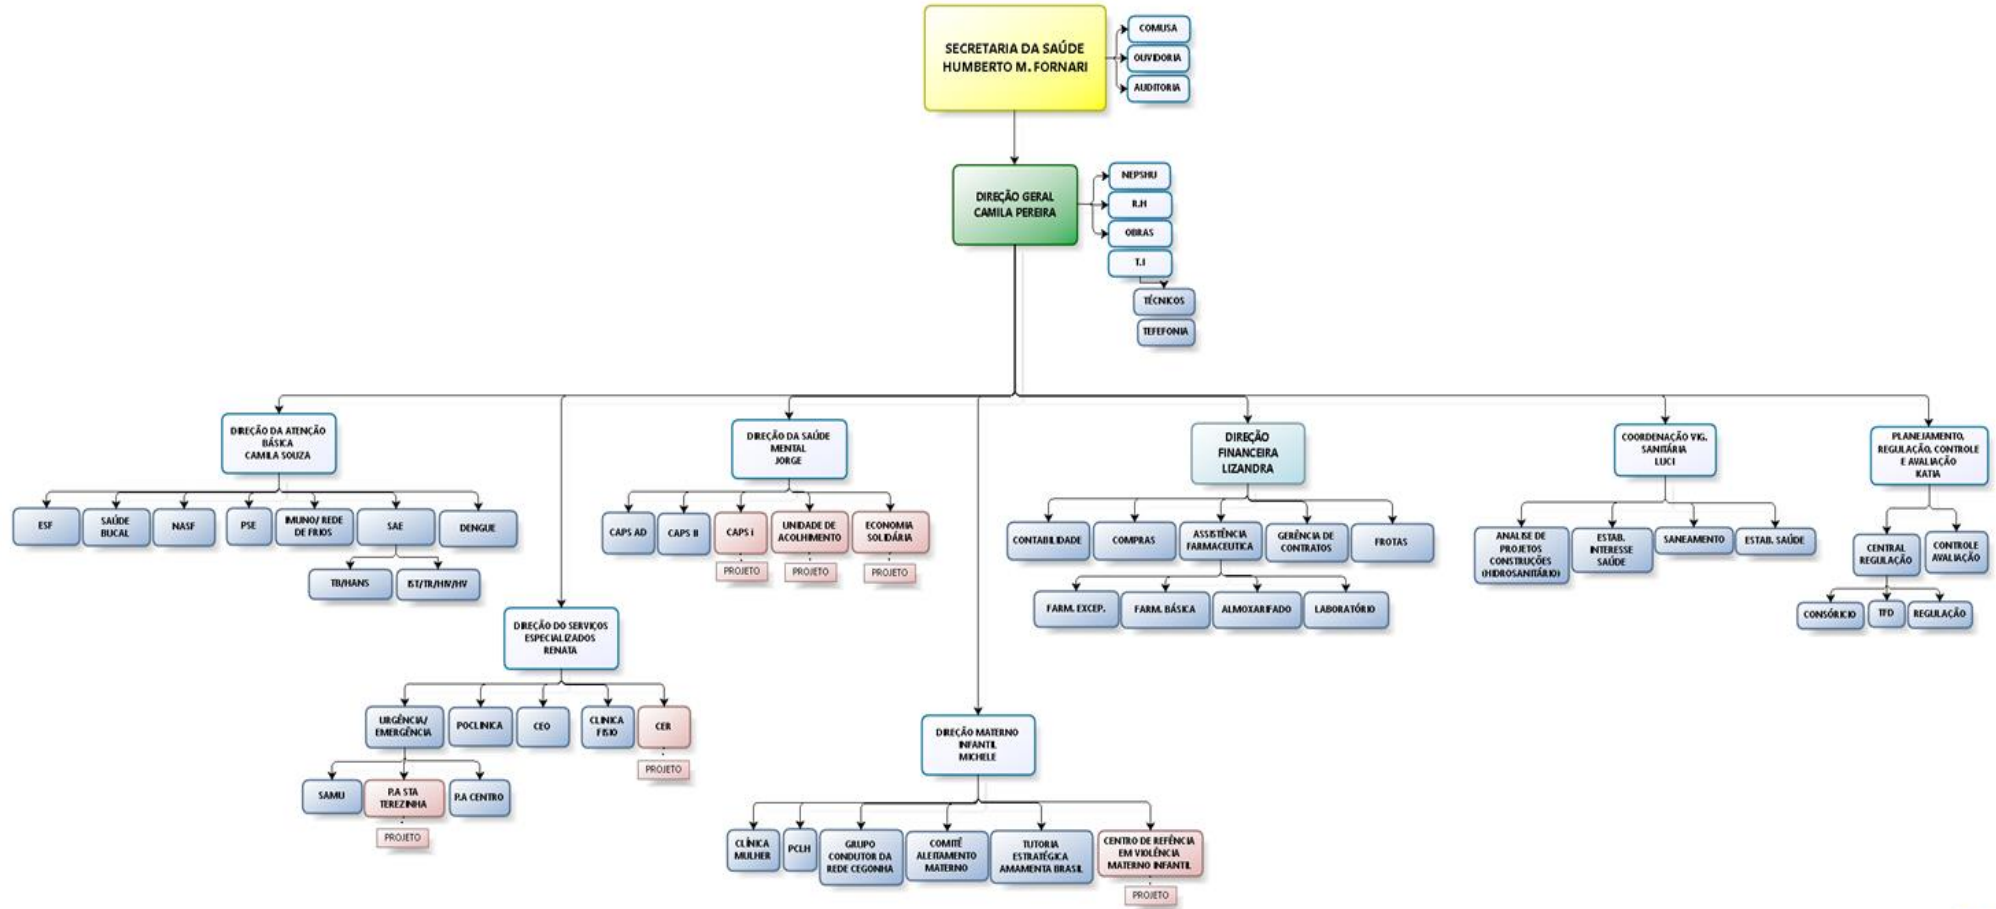 SECRETARIA DA SAÚDE
HUMBERTO M. FORNARI
COMUSA
OUVIDORIA
AUDITORIA
DIREÇÃO GERAL
CAMILA PEREIRA
NEPSHU
R.H
OBRAS
T.I
TÉCNICOS
TEFEFONIA
DIREÇÃO DA ATENÇÃO
BÁSICA
CAMILA SOUZA
ESF
SAÚDE
BUCAL
NASF
PSE
IMUNO/ REDE
DE FRIOS
SAE
DENGUE
TB/HANS
IST/TR/HIV/HV
DIREÇÃO DO SERVIÇOS
ESPECIALIZADOS
RENATA
URGÊNCIA/
EMERGÊNCIA
POCLINICA
CEO
CLINICA
FISIO
CER
PROJETO
SAMU
P.A STA
TEREZINHA
P.A CENTRO
PROJETO
DIREÇÃO DA SAÚDE
MENTAL
JORGE
CAPS AD
CAPS II
CAPS i
UNIDADE DE
ACOLHIMENTO
ECONOMIA
SOLIDÁRIA
PROJETO
PROJETO
PROJETO
DIREÇÃO MATERNO
INFANTIL
MICHELE
CLÍNICA
MULHER
PCLH
GRUPO
CONDUTOR DA
REDE CEGONHA
COMITÊ
ALEITAMENTO
MATERNO
TUTORIA
ESTRATÉGICA
AMAMENTA BRASIL
CENTRO DE REFÊNCIA
EM VIOLÊNCIA
MATERNO INFANTIL
PROJETO
DIREÇÃO
FINANCEIRA
LIZANDRA
CONTABILIDADE
COMPRAS
ASSISTÊNCIA
FARMACEUTICA
GERÊNCIA DE
CONTRATOS
FROTAS
FARM. EXCEP.
FARM. BÁSICA
ALMOXARIFADO
LABORATÓRIO
COORDENAÇÃO VIG.
SANITÁRIA
LUCI
ANALISE DE
PROJETOS
CONSTRUÇÕES
(HIDROSANITÁRIO)
ESTAB.
INTERESSE
SAÚDE
SANEAMENTO
ESTAB. SAÚDE
PLANEJAMENTO,
REGULAÇÃO, CONTROLE
E AVALIAÇÃO
KATIA
CENTRAL
REGULAÇÃO
CONTROLE
AVALIAÇÃO
CONSÓRICIO
TFD
REGULAÇÃO